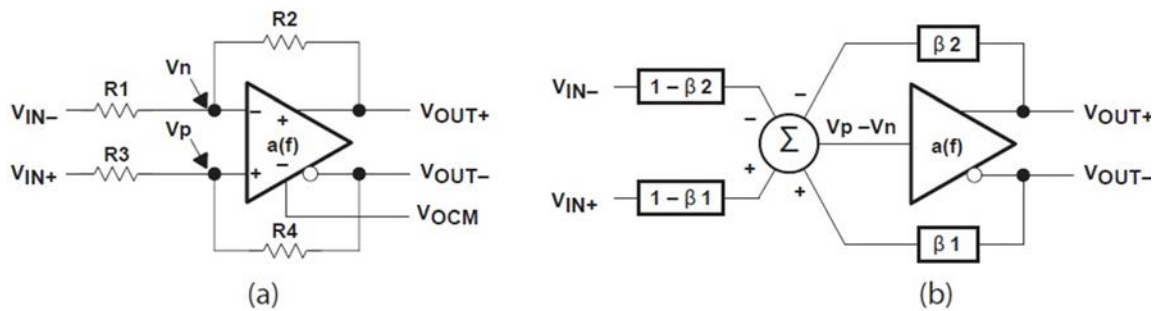 R2
Vn
R1
VIN–
VOUT+
Vp
a(f)
R3
VIN+
VOUT–
VOCM
R4
(a)
β 2
VIN–
1 – β 2
VOUT+
Σ
Vp –Vn
a(f)
VIN+
1 – β 1
VOUT–
β 1
(b)